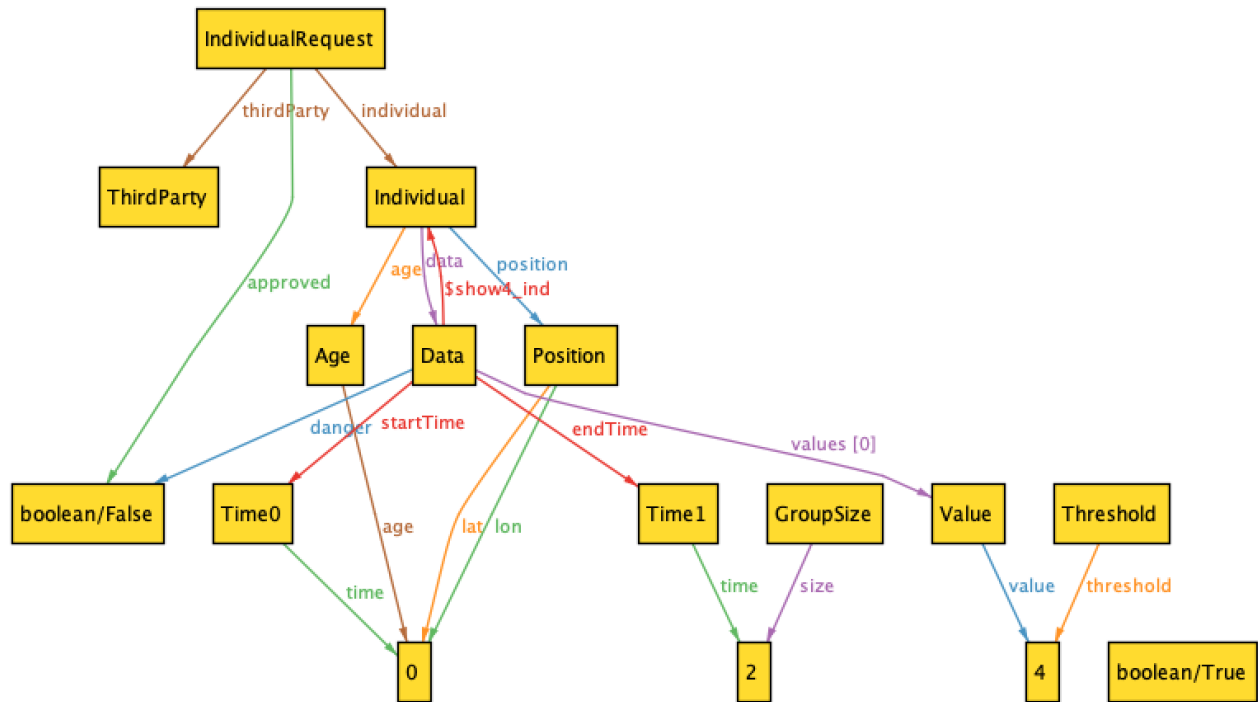 IndividualRequest
thirdParty individual
ThirdParty Individual
age data position
approved $show4_ind
Age Data Position
danger startTime endTime values [0]
boolean/False Time0 Time1 GroupSize Value Threshold
time age lat lon time size value threshold
0 2 4 boolean/True